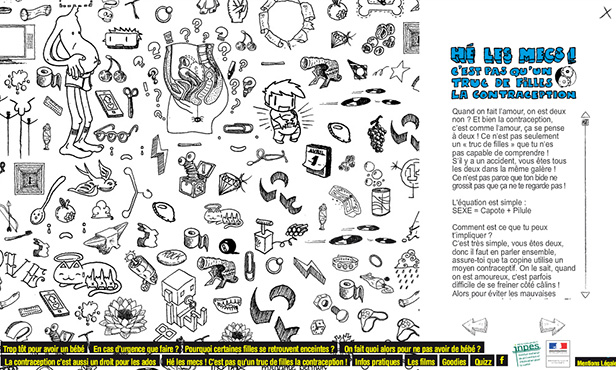 HÉ LES MECS !
C'EST PAS QU'UN
TRUC DE FILLES
LA CONTRACEPTION
Quand on fait l'amour, on est deux
non ? Et bien la contraception,
c'est comme l'amour, ça se pense
à deux ! Ce n'est pas seulement
un « truc de filles » que tu n'es
pas capable de comprendre !
S'il y a un accident, vous êtes tous
les deux dans la même galère !
Ce n'est pas parce que ton bide ne
grossit pas que ça na te regarde pas !
L'équation est simple :
SEXE = Capote + Pilule
Comment est ce que tu peux
t'impliquer ?
C'est très simple, vous êtes deux,
donc il faut en parler ensemble,
assure-toi que ta copine utilise un
moyen contraceptif. On le sait, quand
on est amoureux, c'est parfois
difficile de se freiner côté câlins !
Alors pour éviter les mauvaises
AVRIL
1
inpes
Trop tôt pour avoir un bébé
En cas d'urgence que faire ?
Pourquoi certaines filles se retrouvent enceintes ?
On fait quoi alors pour ne pas avoir de bébé ?
La contraception c'est aussi un droit pour les ados
Hé les mecs ! C'est pas qu'un truc de filles la contraception !
Infos pratiques
Les films
Goodies
Quizz
f
Mentions Légale